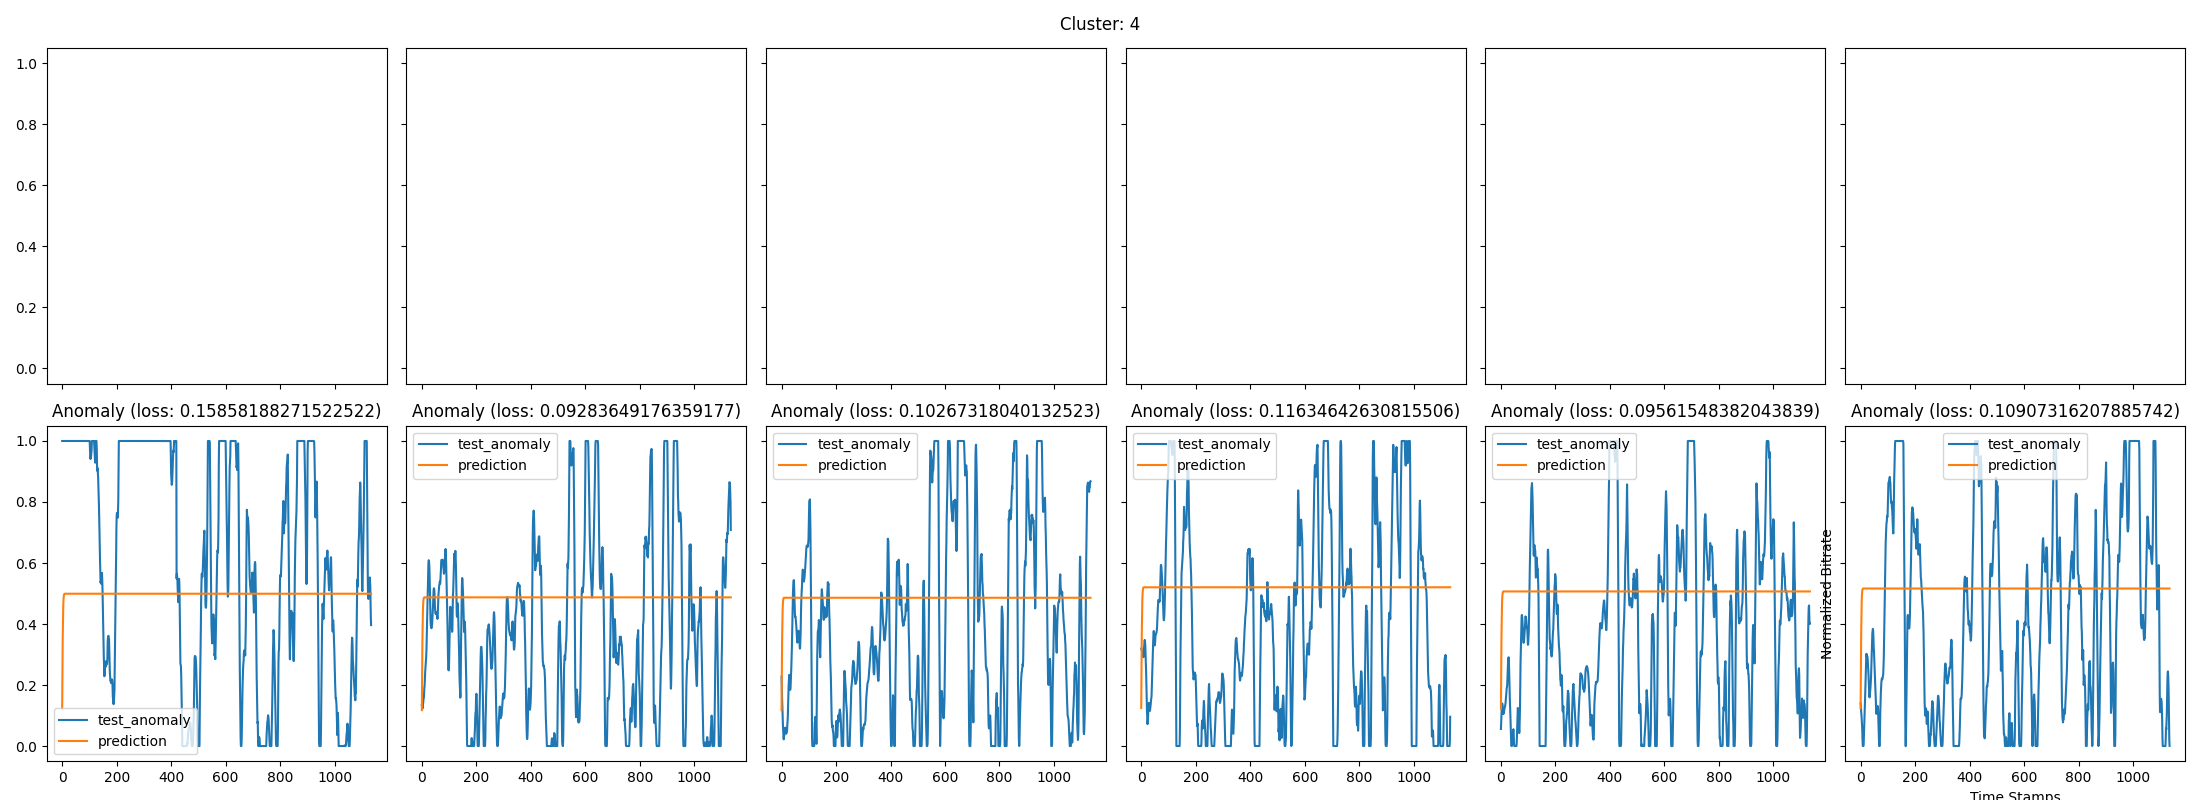 Cluster: 4
1.0
0.8
0.6
0.4
0.2
0.0
Anomaly (loss: 0.15858188271522522)
Anomaly (loss: 0.09283649176359177)
Anomaly (loss: 0.10267318040132523)
Anomaly (loss: 0.11634642630815506)
Anomaly (loss: 0.09561548382043839)
Anomaly (loss: 0.10907316207885742)
1.0
0.8
0.6
0.4
0.2
0.0
test_anomaly
prediction
test_anomaly
prediction
test_anomaly
prediction
test_anomaly
prediction
test_anomaly
prediction
test_anomaly
prediction
Normalized Bitrate
0 200 400 600 800 1000
0 200 400 600 800 1000
0 200 400 600 800 1000
0 200 400 600 800 1000
0 200 400 600 800 1000
0 200 400 600 800 1000
Time Stamps